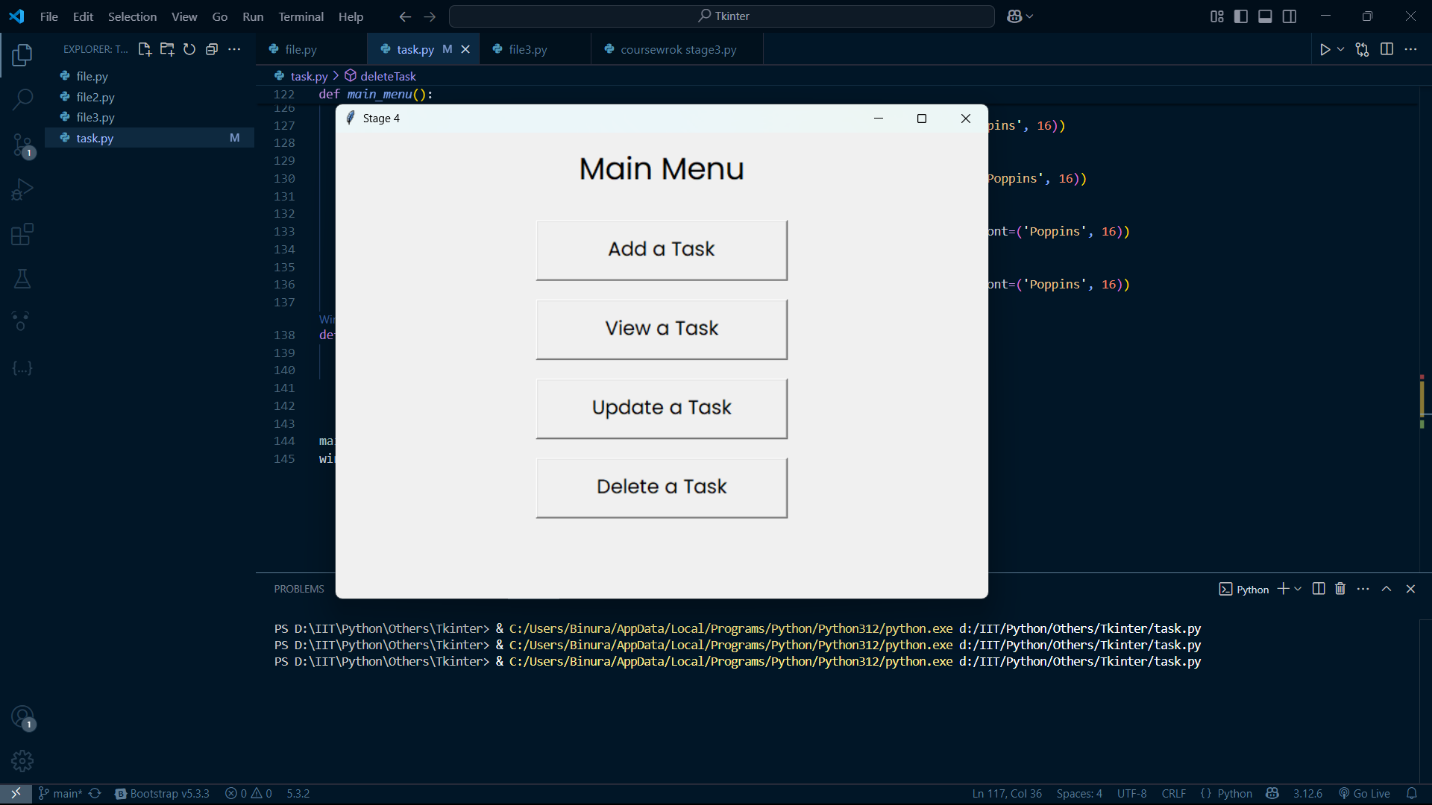 File Edit Selection View Go Run Terminal Help
Tkinter
EXPLORER: T...
file.py
task.py M
file3.py
coursewrok stage3.py
file.py
file2.py
file3.py
task.py M
task.py > deleteTask
122 def main_menu():
126
127 pins', 16))
128
129
130 Poppins', 16))
131
132
133 ont=('Poppins', 16))
134
135
136 ont=('Poppins', 16))
137
Win
138 de
139
140
141
142
143
144 mai
145 win
Stage 4
Main Menu
Add a Task
View a Task
Update a Task
Delete a Task
1
PROBLEMS
Python
PS D:\IIT\Python\Others\Tkinter> & C:/Users/Binura/AppData/Local/Programs/Python/Python312/python.exe d:/IIT/Python/Others/Tkinter/task.py
PS D:\IIT\Python\Others\Tkinter> & C:/Users/Binura/AppData/Local/Programs/Python/Python312/python.exe d:/IIT/Python/Others/Tkinter/task.py
PS D:\IIT\Python\Others\Tkinter> & C:/Users/Binura/AppData/Local/Programs/Python/Python312/python.exe d:/IIT/Python/Others/Tkinter/task.py
1
main* Bootstrap v5.3.3 0 0 5.3.2 Ln 117, Col 36 Spaces: 4 UTF-8 CRLF {} Python 3.12.6 Go Live